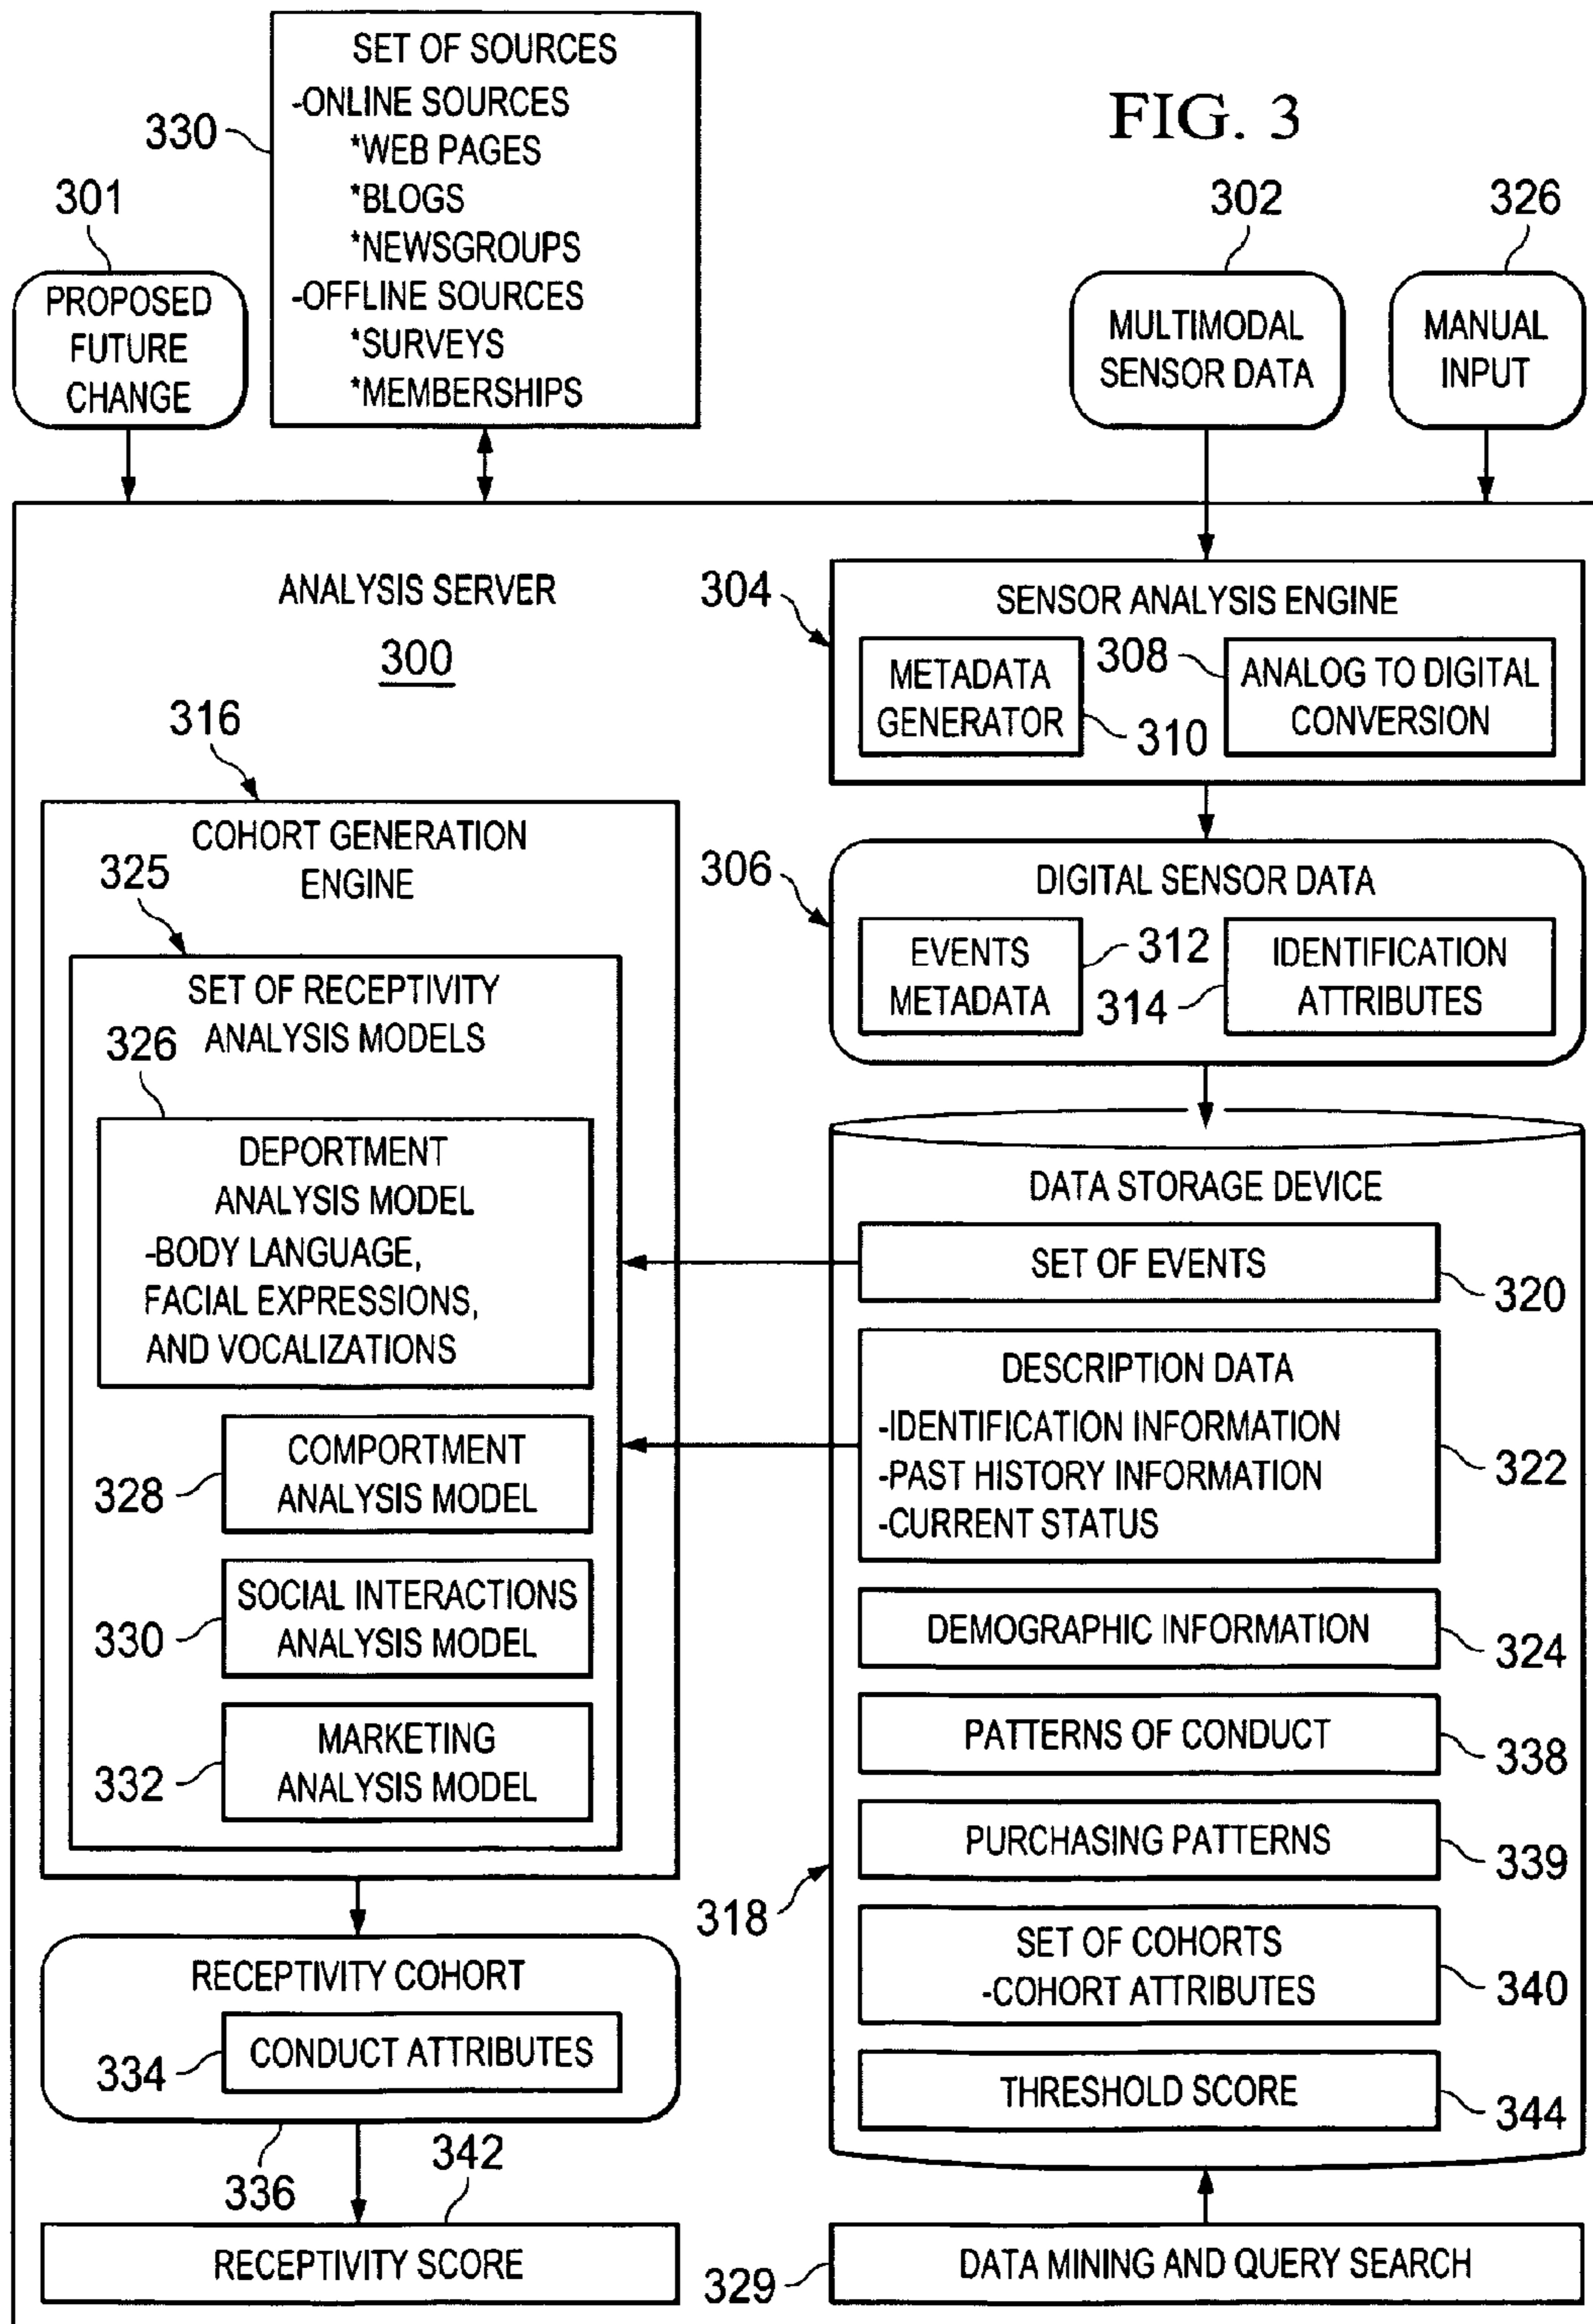 FIG. 3
330
SET OF SOURCES
-ONLINE SOURCES
*WEB PAGES
*BLOGS
*NEWSGROUPS
-OFFLINE SOURCES
*SURVEYS
*MEMBERSHIPS
301
PROPOSED
FUTURE
CHANGE
302
MULTIMODAL
SENSOR DATA
326
MANUAL
INPUT
ANALYSIS SERVER
300
304
SENSOR ANALYSIS ENGINE
METADATA
GENERATOR
310
308
ANALOG TO DIGITAL
CONVERSION
306
DIGITAL SENSOR DATA
EVENTS
METADATA
312
314
IDENTIFICATION
ATTRIBUTES
316
COHORT GENERATION
ENGINE
325
SET OF RECEPTIVITY
ANALYSIS MODELS
326
DEPORTMENT
ANALYSIS MODEL
-BODY LANGUAGE,
FACIAL EXPRESSIONS,
AND VOCALIZATIONS
328
COMPORTMENT
ANALYSIS MODEL
330
SOCIAL INTERACTIONS
ANALYSIS MODEL
332
MARKETING
ANALYSIS MODEL
DATA STORAGE DEVICE
SET OF EVENTS
320
DESCRIPTION DATA
-IDENTIFICATION INFORMATION
-PAST HISTORY INFORMATION
-CURRENT STATUS
322
DEMOGRAPHIC INFORMATION
324
PATTERNS OF CONDUCT
338
PURCHASING PATTERNS
339
318
SET OF COHORTS
-COHORT ATTRIBUTES
340
THRESHOLD SCORE
344
RECEPTIVITY COHORT
334
CONDUCT ATTRIBUTES
336
342
RECEPTIVITY SCORE
329
DATA MINING AND QUERY SEARCH